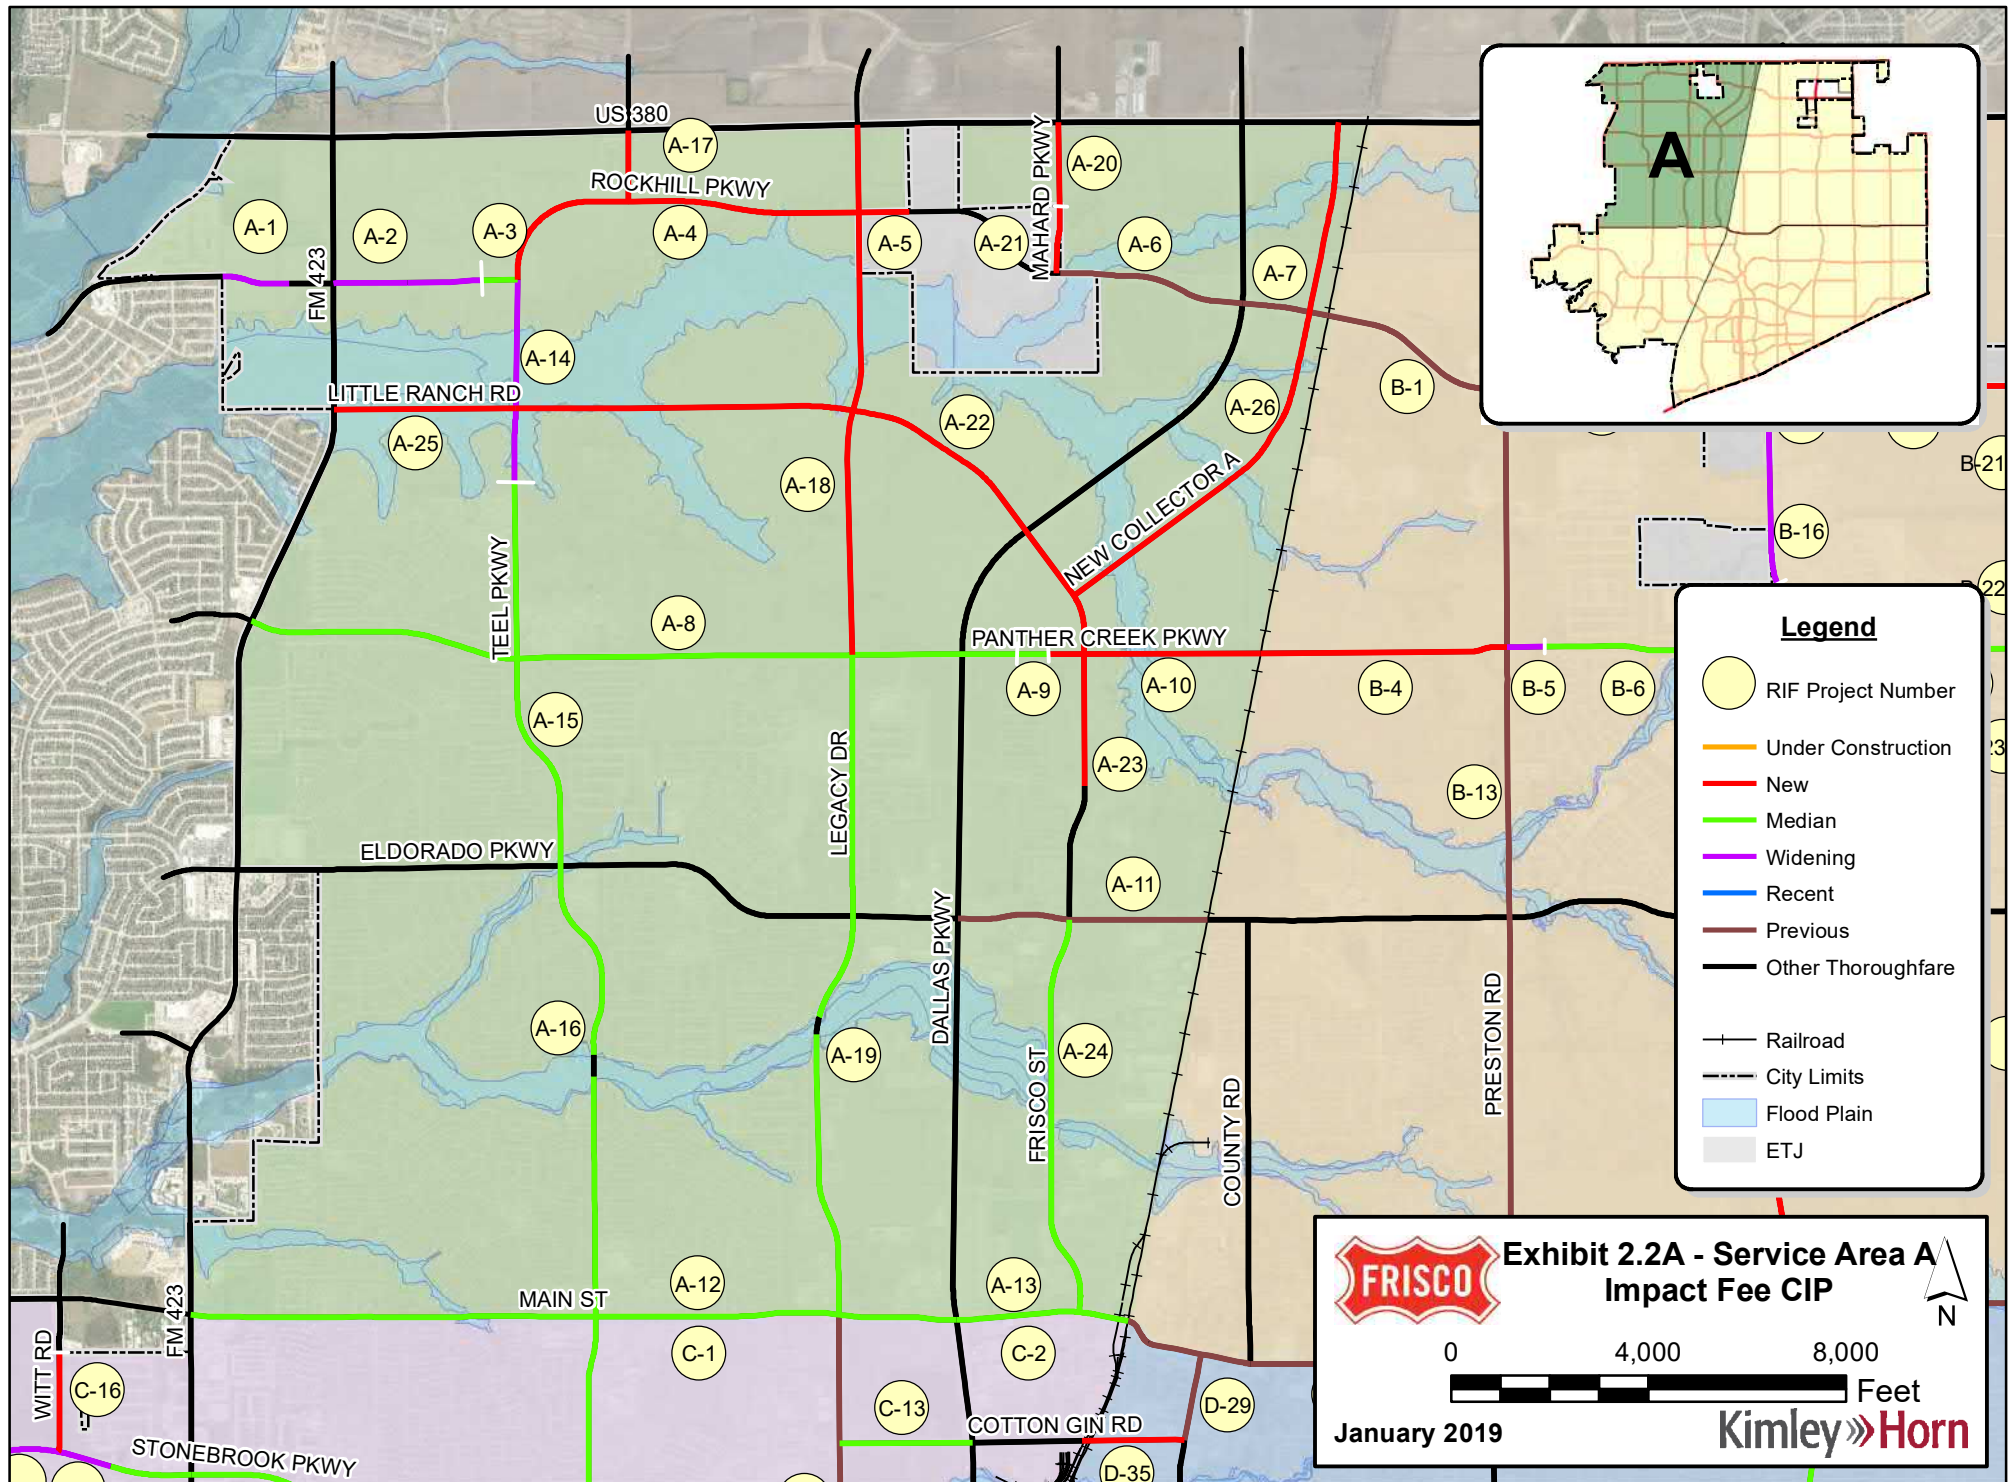 US 380
A-17
A-20
MAHARD PKWY
ROCKHILL PKWY
A-1
A-2
A-3
A-4
A-5
A-21
A-6
A-7
FM 423
A
A-14
LITTLE RANCH RD
A-25
A-22
A-26
B-1
A-18
B-21
NEW COLLECTOR A
B-16
TEEL PKWY
A-8
PANTHER CREEK PKWY
A-9
A-10
B-4
B-5
B-6
A-15
LEGACY DR
A-23
B-13
ELDORADO PKWY
A-11
DALLAS PKWY
A-16
A-19
A-24
FRISCO ST
COUNTY RD
PRESTON RD
Legend
RIF Project Number
Under Construction
New
Median
Widening
Recent
Previous
Other Thoroughfare
Railroad
City Limits
Flood Plain
ETJ
22
23
A-12
A-13
MAIN ST
FM 423
C-1
C-2
WITT RD
C-16
C-13
COTTON GIN RD
D-29
D-35
STONEBROOK PKWY
FRISCO
Exhibit 2.2A - Service Area A
Impact Fee CIP
N
0 4,000 8,000
Feet
January 2019
Kimley»Horn